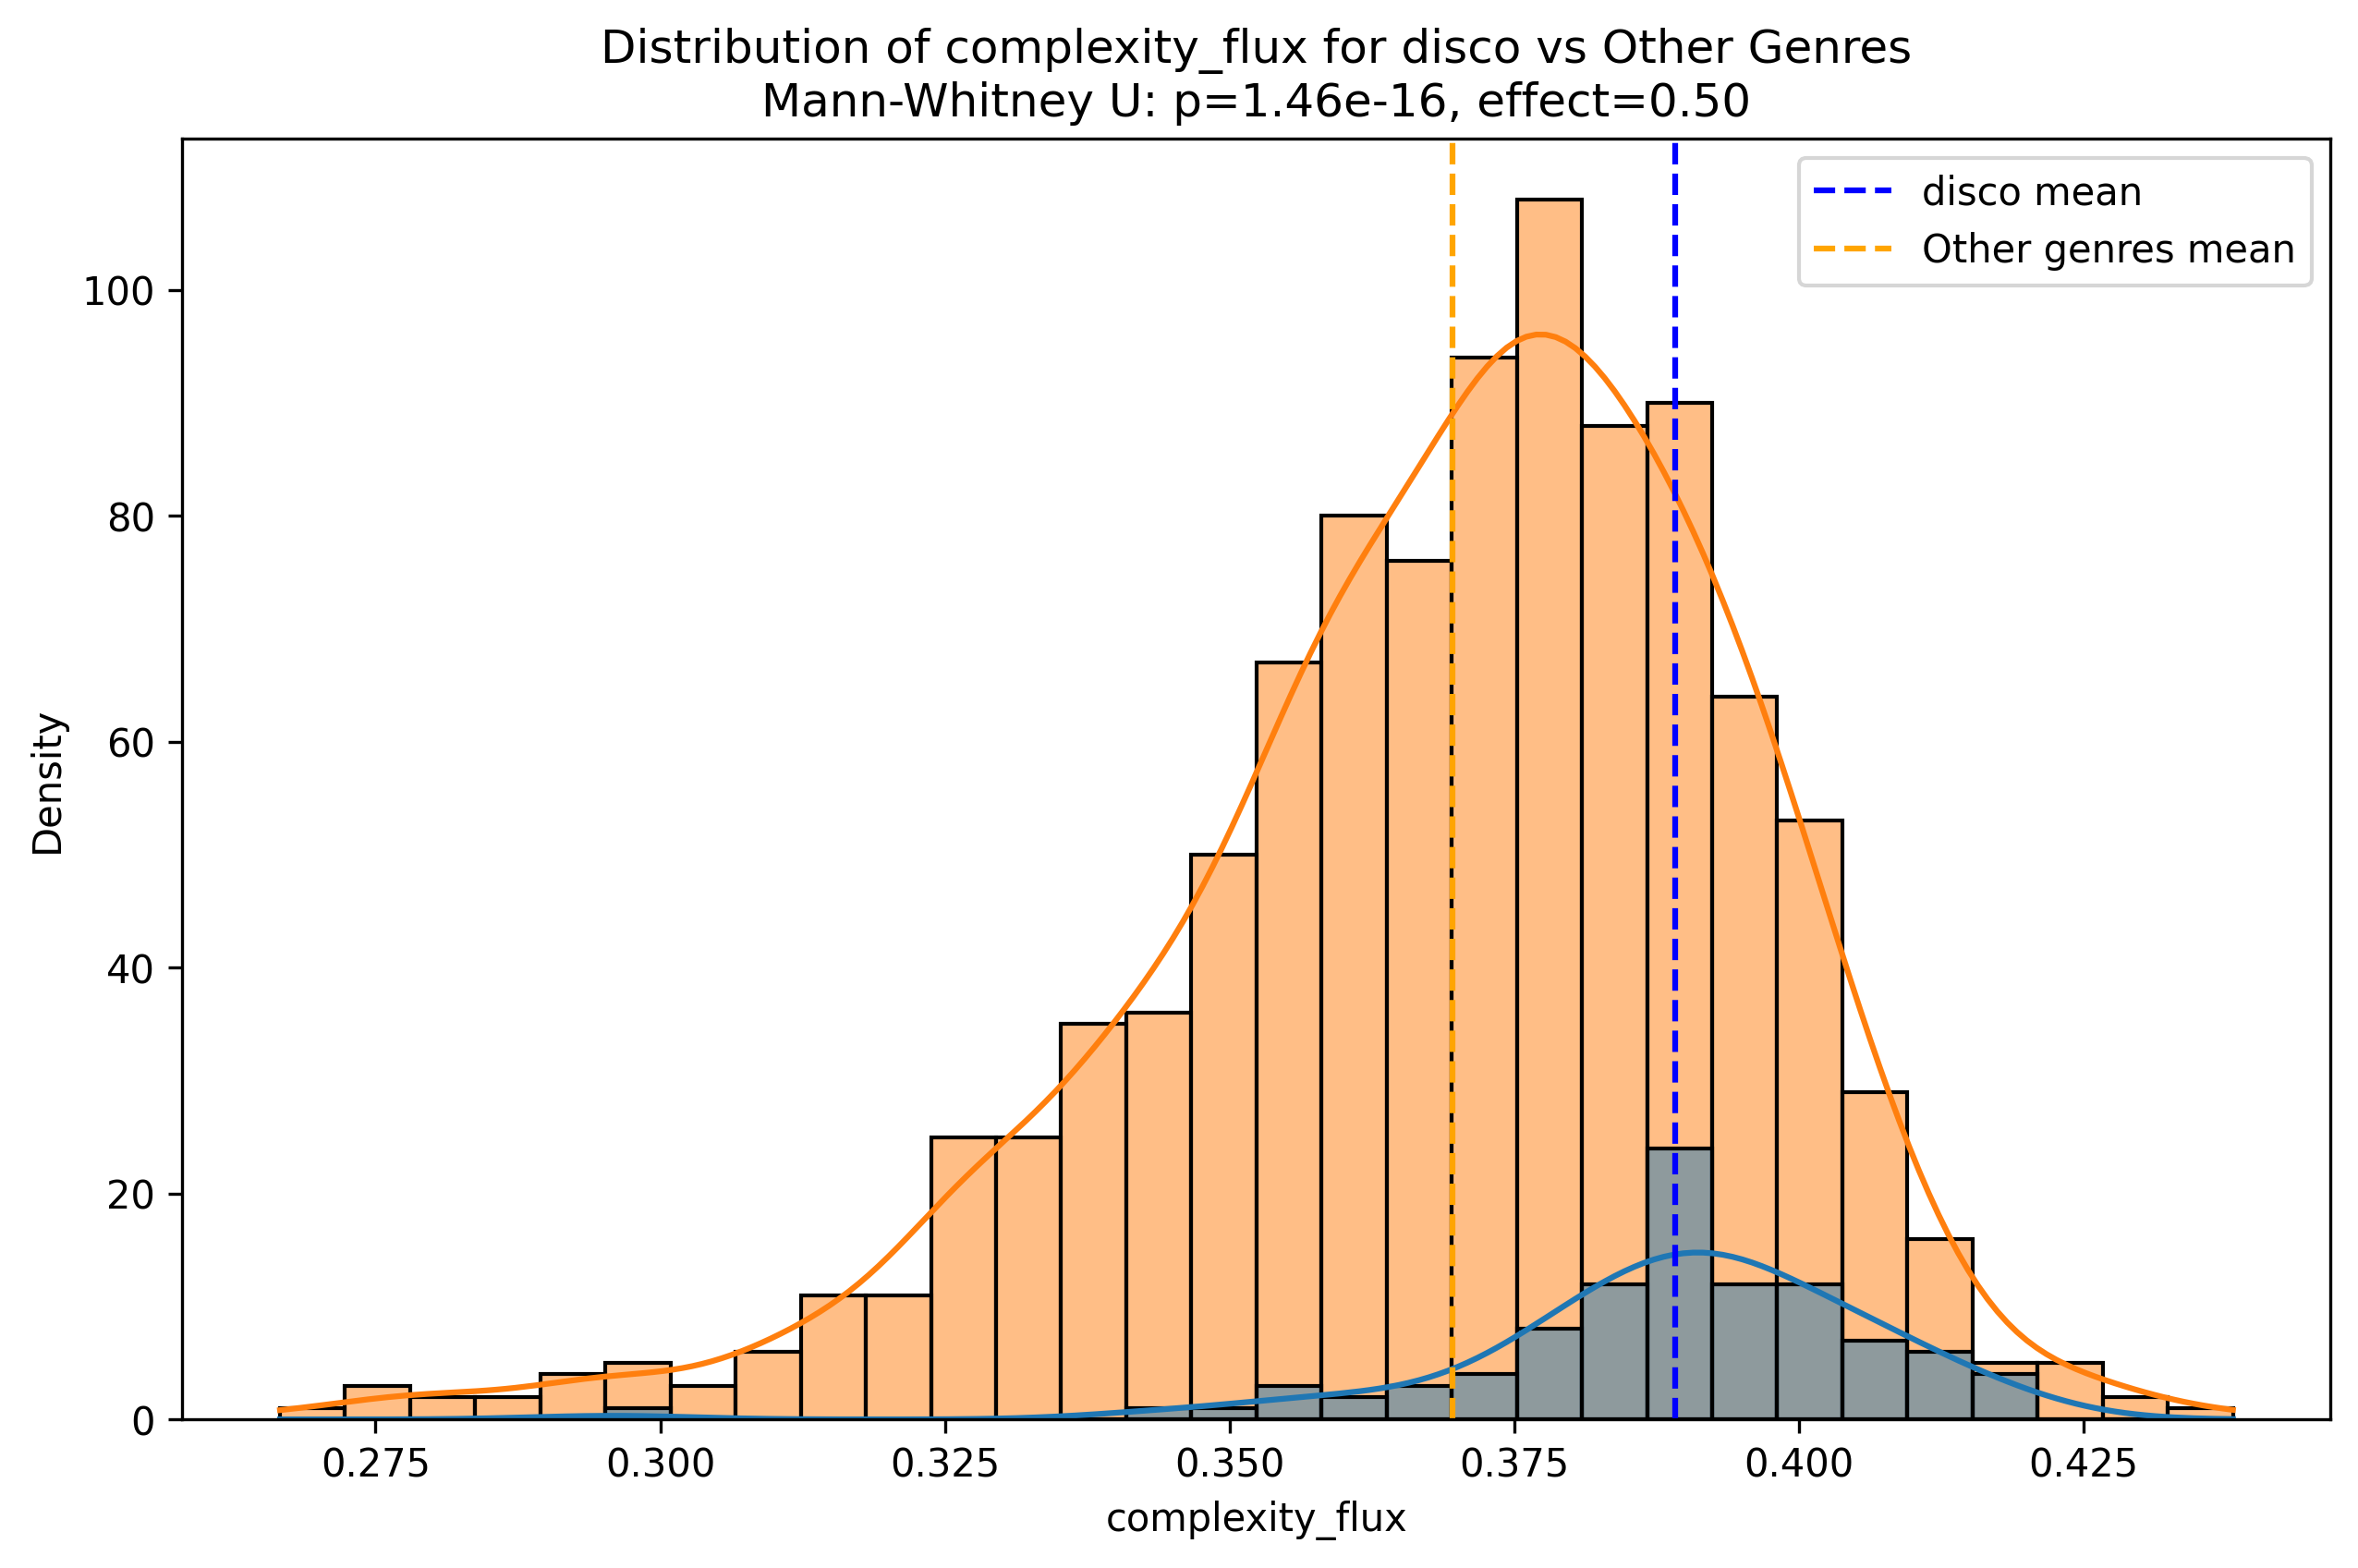 Distribution of complexity_flux for disco vs Other Genres
Mann-Whitney U: p=1.46e-16, effect=0.50
disco mean
Other genres mean
Density
100
80
60
40
20
0
0.275
0.300
0.325
0.350
0.375
0.400
0.425
complexity_flux